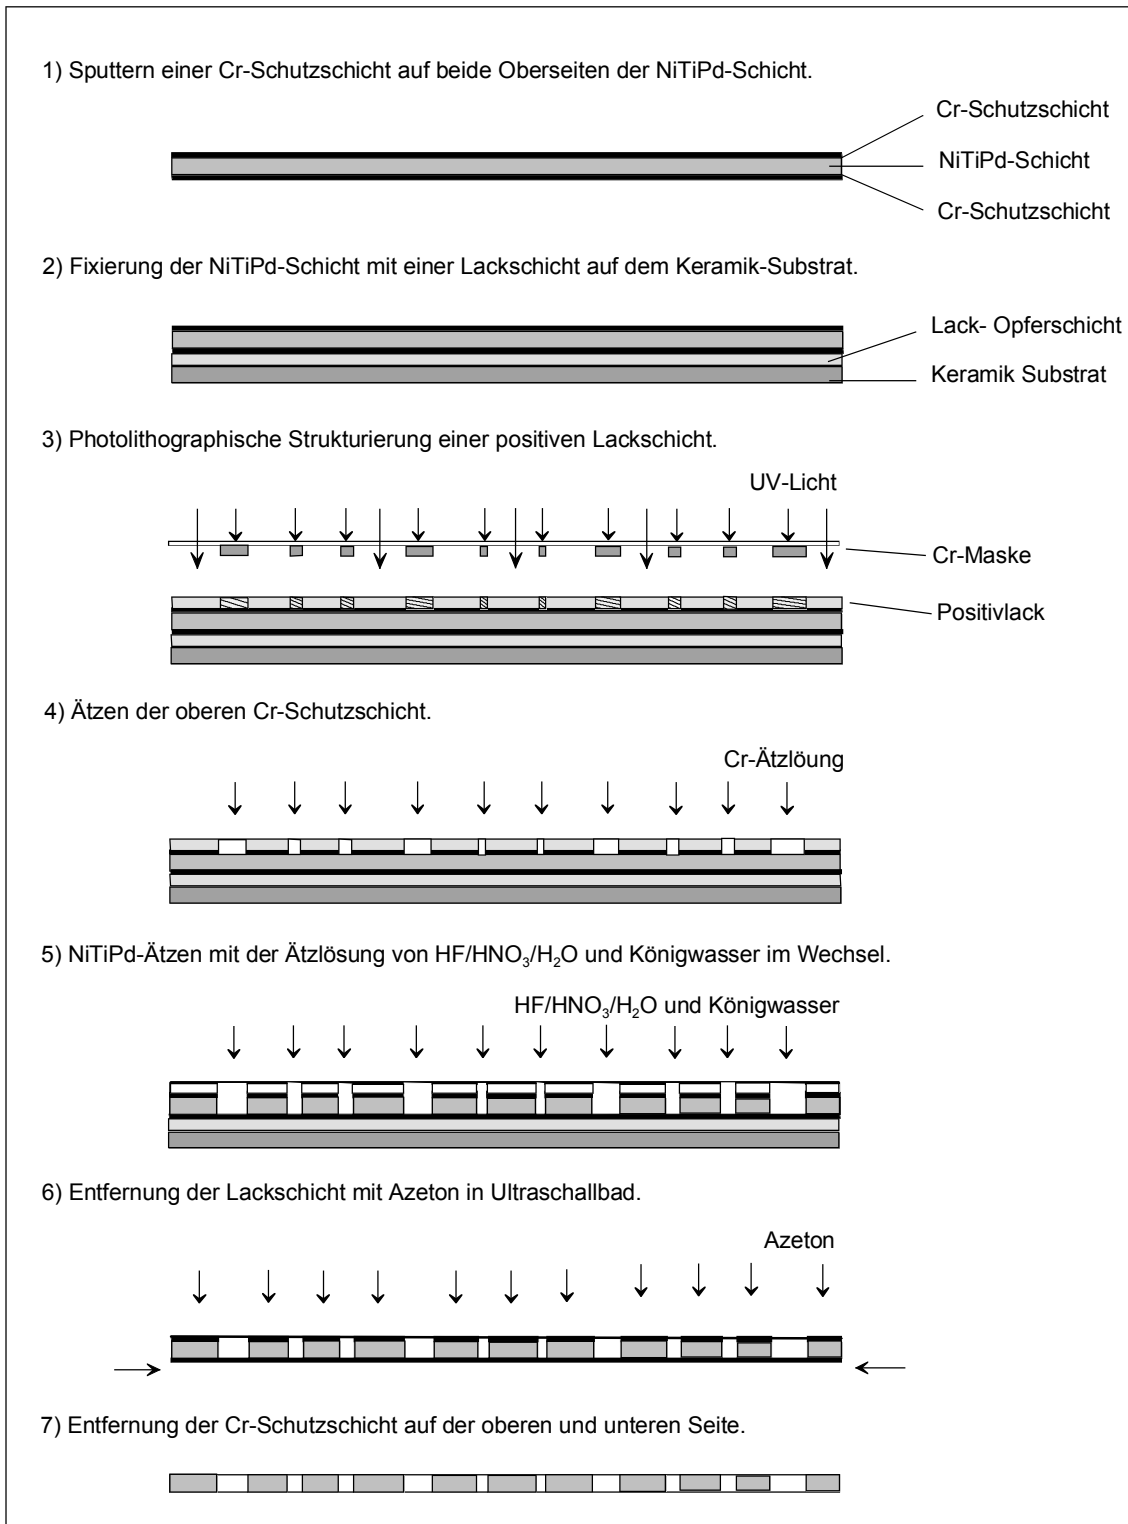 1) Sputtern einer Cr-Schutzschicht auf beide Oberseiten der NiTiPd-Schicht.
Cr-Schutzschicht
NiTiPd-Schicht
Cr-Schutzschicht
2) Fixierung der NiTiPd-Schicht mit einer Lackschicht auf dem Keramik-Substrat.
Lack- Opferschicht
Keramik Substrat
3) Photolithographische Strukturierung einer positiven Lackschicht.
UV-Licht
Cr-Maske
Positivlack
4) Ätzen der oberen Cr-Schutzschicht.
Cr-Ätzlöung
5) NiTiPd-Ätzen mit der Ätzlösung von HF/HNO₃/H₂O und Königwasser im Wechsel.
HF/HNO₃/H₂O und Königwasser
6) Entfernung der Lackschicht mit Azeton in Ultraschallbad.
Azeton
7) Entfernung der Cr-Schutzschicht auf der oberen und unteren Seite.